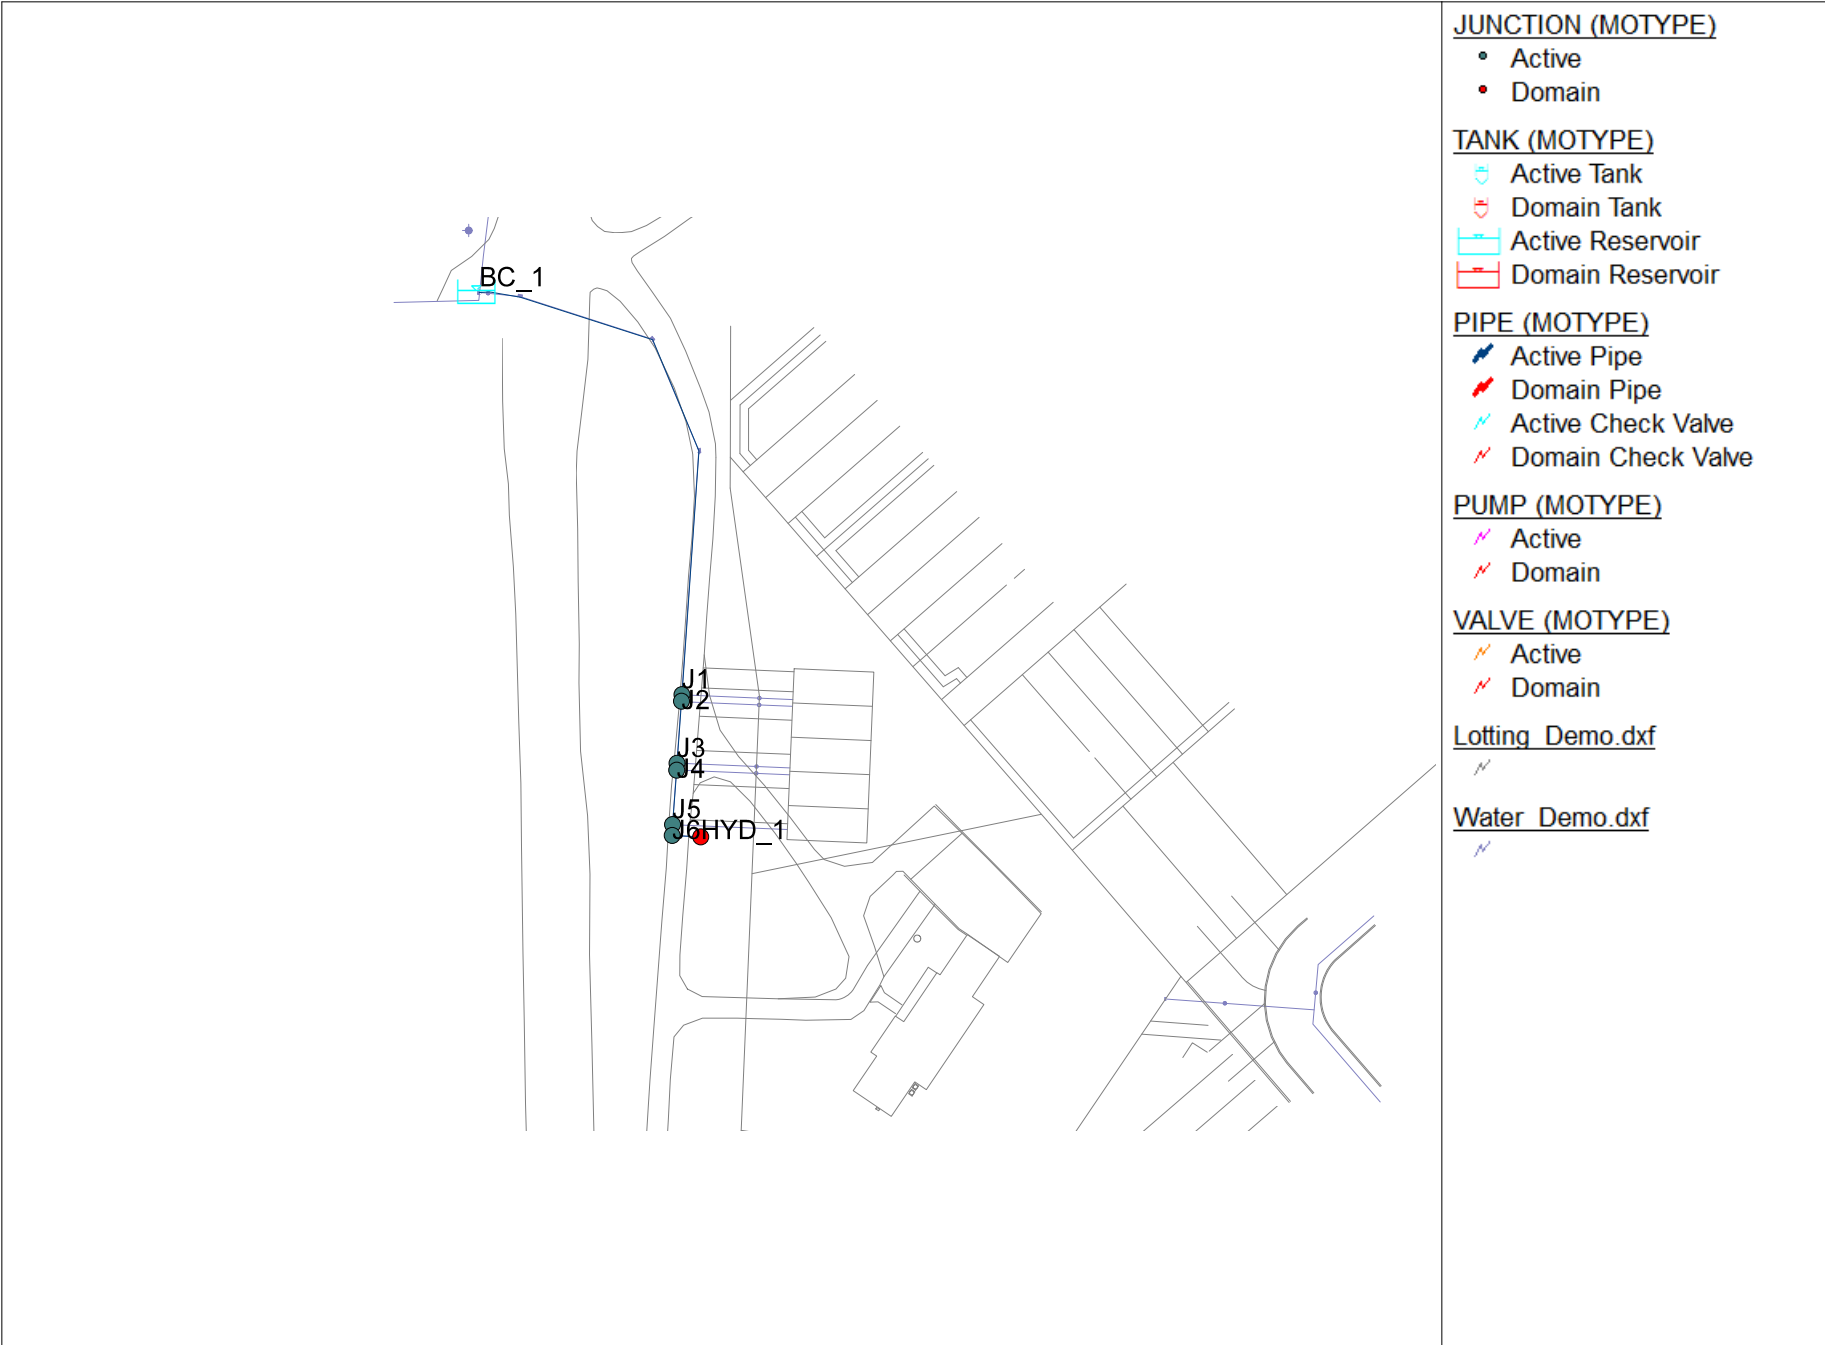 BC_1
J1
J2
J3
J4
J5
J6
HYD_1
JUNCTION (MOTYPE)
Active
Domain
TANK (MOTYPE)
Active Tank
Domain Tank
Active Reservoir
Domain Reservoir
PIPE (MOTYPE)
Active Pipe
Domain Pipe
Active Check Valve
Domain Check Valve
PUMP (MOTYPE)
Active
Domain
VALVE (MOTYPE)
Active
Domain
Lotting_Demo.dxf
Water_Demo.dxf